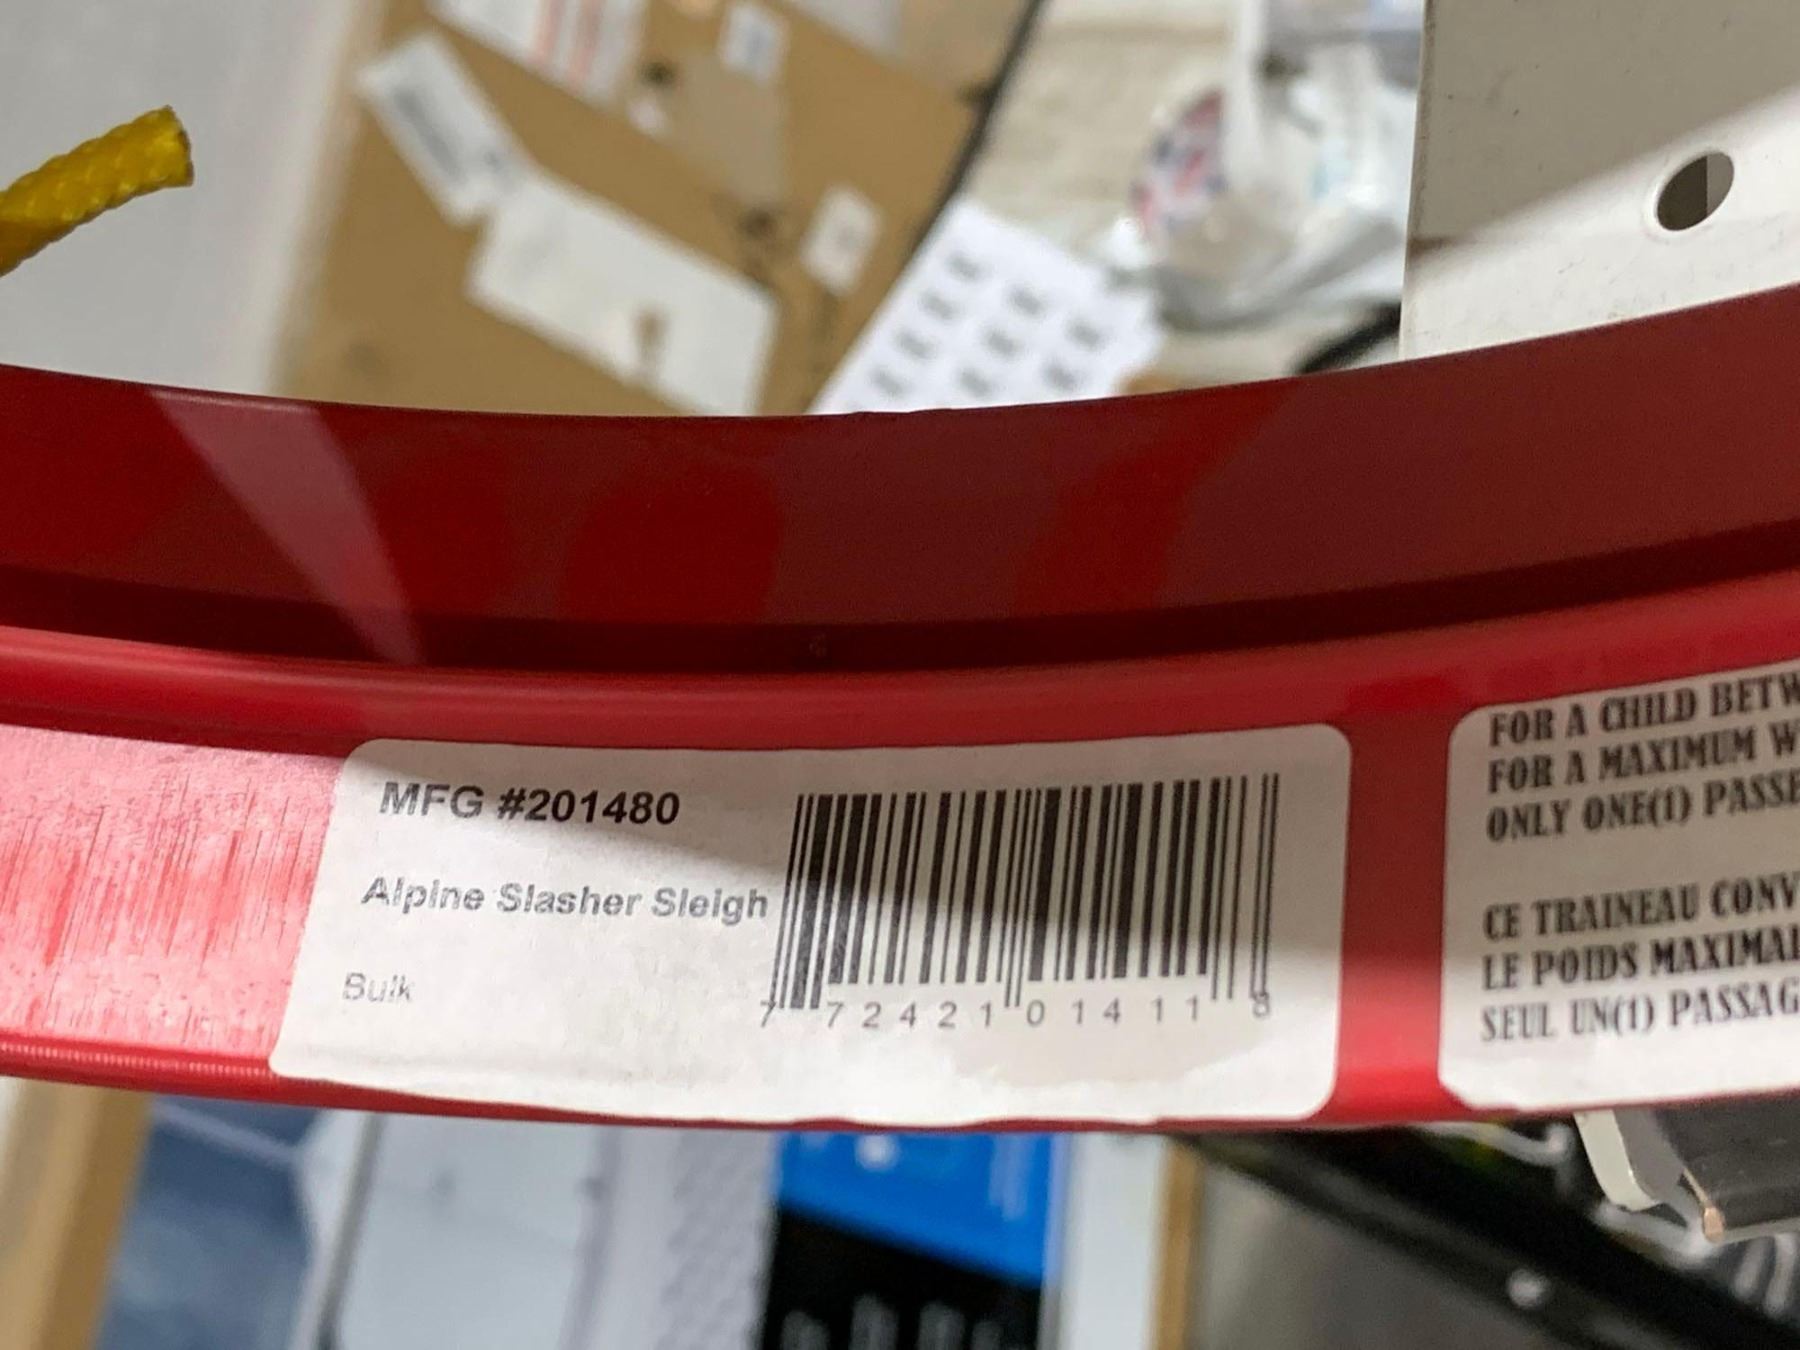 MFG #201480
Alpine Slasher Sleigh
Bulk
7 72421 01411 8
FOR A CHILD BETW
FOR A MAXIMUM W
ONLY ONE(1) PASSE
CE TRAINEAU CONV
LE POIDS MAXIMAL
SEUL UN(1) PASSAG